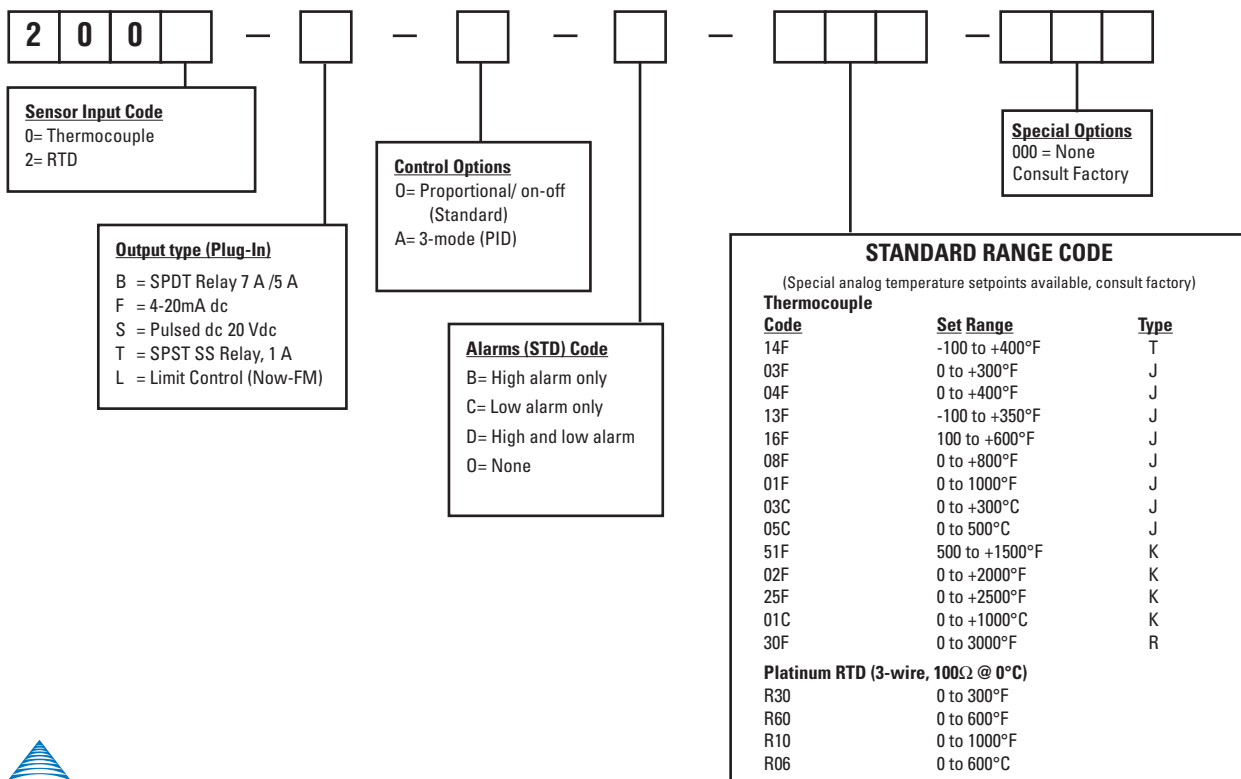 2 0 0 — — — — —
Sensor Input Code
0= Thermocouple
2= RTD
Output type (Plug-In)
B = SPDT Relay 7 A /5 A
F = 4-20mA dc
S = Pulsed dc 20 Vdc
T = SPST SS Relay, 1 A
L = Limit Control (Now-FM)
Control Options
O= Proportional/ on-off
(Standard)
A= 3-mode (PID)
Alarms (STD) Code
B= High alarm only
C= Low alarm only
D= High and low alarm
O= None
Special Options
000 = None
Consult Factory
STANDARD RANGE CODE
(Special analog temperature setpoints available, consult factory)
Thermocouple
Code Set Range Type
14F -100 to +400°F T
03F 0 to +300°F J
04F 0 to +400°F J
13F -100 to +350°F J
16F 100 to +600°F J
08F 0 to +800°F J
01F 0 to 1000°F J
03C 0 to +300°C J
05C 0 to 500°C J
51F 500 to +1500°F K
02F 0 to +2000°F K
25F 0 to +2500°F K
01C 0 to +1000°C K
30F 0 to 3000°F R
Platinum RTD (3-wire, 100Ω @ 0°C)
R30 0 to 300°F
R60 0 to 600°F
R10 0 to 1000°F
R06 0 to 600°C